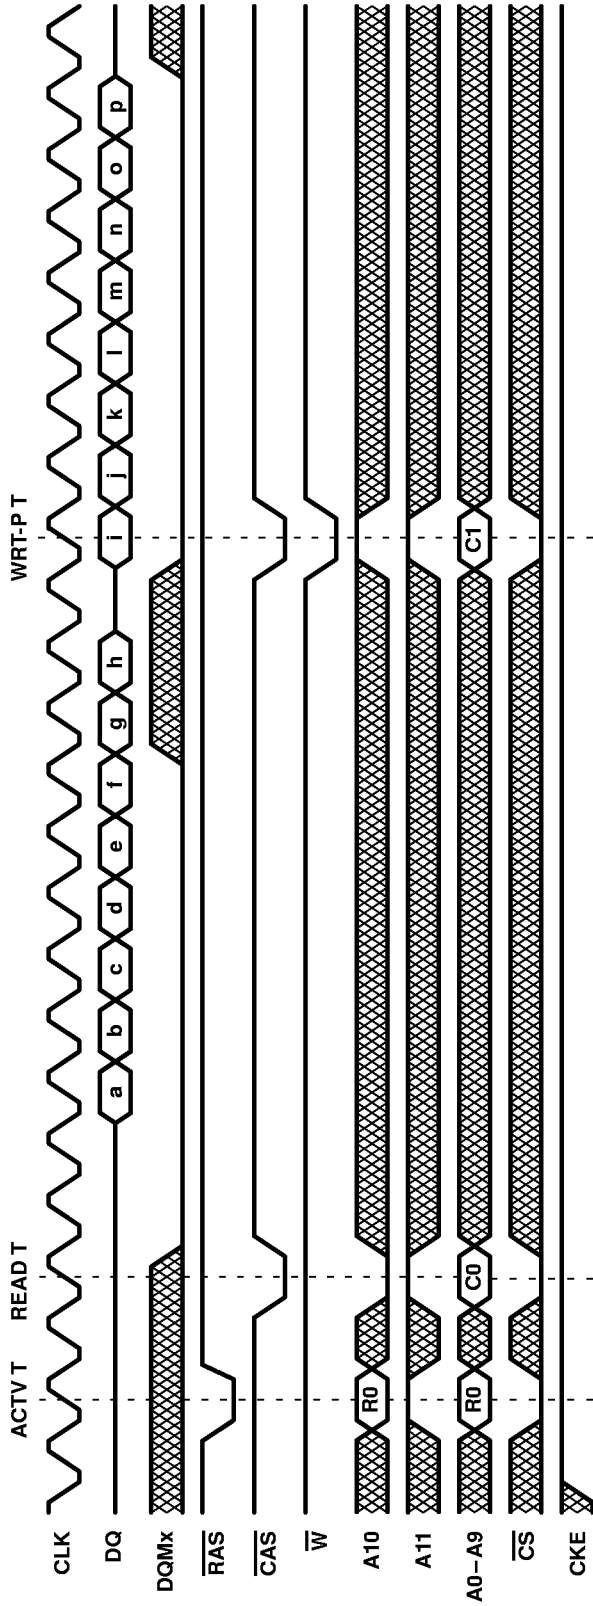 ACTV T READ T WRT-P T
CLK
DQ a b c d e f g h i j k l m n o p
DQMx
RAS
CAS
W
A10 R0
A11
A0–A9 R0 C0 C1
CS
CKE